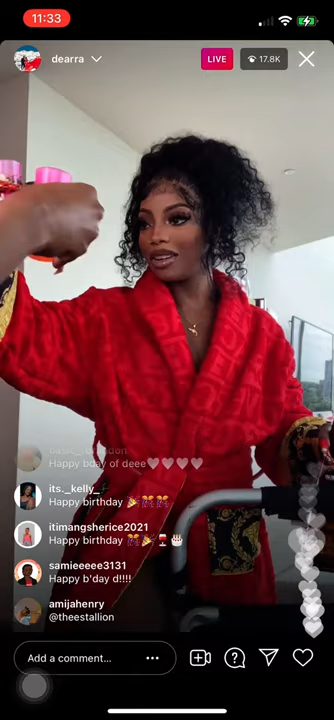 11:33
dearra
LIVE
17.8K
Happy bday of deee🤍🤍🤍🤍
its._kelly_
Happy birthday 🎉🎊🎊
itimangsherice2021
Happy birthday 🎊🎉🍷🎂
samieeeee3131
Happy b'day d!!!!
amijahenry
@theestallion
Add a comment...